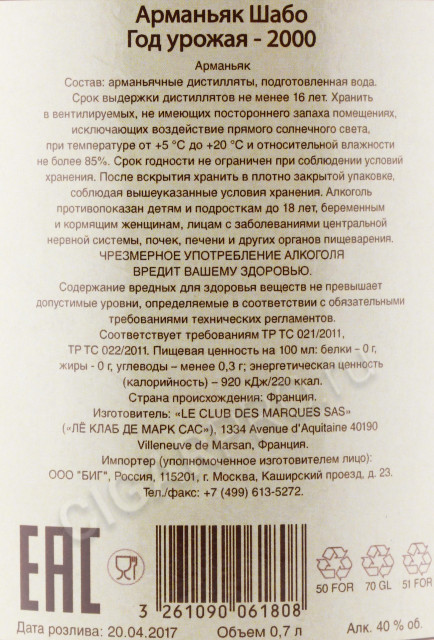 Арманьяк Шабо
Год урожая - 2000
Арманьяк
Состав: арманьячные дистилляты, подготовленная вода.
Срок выдержки дистиллятов не менее 16 лет. Хранить
в вентилируемых, не имеющих постороннего запаха помещениях,
исключающих воздействие прямого солнечного света,
при температуре от +5 °С до +20 °С и относительной влажности
не более 85%. Срок годности не ограничен при соблюдении условий
хранения. После вскрытия хранить в плотно закрытой упаковке,
соблюдая вышеуказанные условия хранения. Алкоголь
противопоказан детям и подросткам до 18 лет, беременным
и кормящим женщинам, лицам с заболеваниями центральной
нервной системы, почек, печени и других органов пищеварения.
ЧРЕЗМЕРНОЕ УПОТРЕБЛЕНИЕ АЛКОГОЛЯ
ВРЕДИТ ВАШЕМУ ЗДОРОВЬЮ.
Содержание вредных для здоровья веществ не превышает
допустимые уровни, определяемые в соответствии с обязательными
требованиями технических регламентов.
Соответствует требованиям ТР ТС 021/2011,
ТР ТС 022/2011. Пищевая ценность на 100 мл: белки - 0 г,
жиры - 0 г, углеводы – менее 0,3 г; энергетическая ценность
(калорийность) – 920 кДж/220 ккал.
Страна происхождения: Франция.
Изготовитель: «LE CLUB DES MARQUES SAS»
(«ЛЁ КЛАБ ДЕ МАРК САС»), 1334 Avenue d'Aquitaine 40190
Villeneuve de Marsan, Франция.
Импортер (уполномоченное изготовителем лицо):
ООО "БИГ", Россия, 115201, г. Москва, Каширский проезд, д. 23.
Тел./факс: +7 (499) 613-5272.
EAC
50 FOR 70 GL 51 FOR
3 261090 061808
Дата розлива: 20.04.2017 Объем 0,7 л Алк. 40 % об.